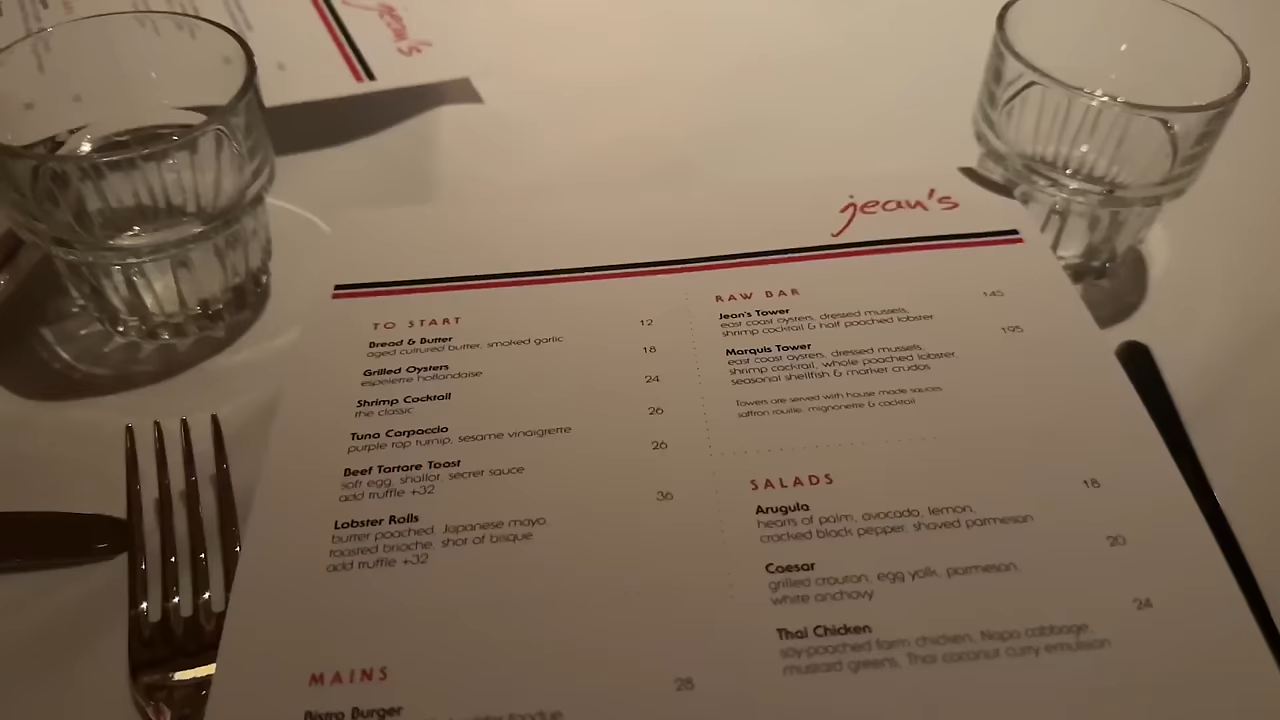 jean's
jean's
TO START
Bread & Butter 12
aged cultured butter, smoked garlic
Grilled Oysters 18
espelette hollandaise
Shrimp Cocktail 24
the classic
Tuna Carpaccio 26
purple top turnip, sesame vinaigrette
Beef Tartare Toast 26
soft egg, shallot, secret sauce
add truffle +32
Lobster Rolls 36
butter poached, Japanese mayo,
toasted brioche, shot of bisque
add truffle +32
MAINS
Bistro Burger 28
fondue
RAW BAR
Jean's Tower 145
east coast oysters, dressed mussels,
shrimp cocktail & half poached lobster
Marquis Tower 195
east coast oysters, dressed mussels,
shrimp cocktail, whole poached lobster,
seasonal shellfish & market crudos
Towers are served with house made sauces
saffron rouille, mignonette & cocktail
SALADS
Arugula 18
hearts of palm, avocado, lemon,
cracked black pepper, shaved parmesan
Caesar 20
grilled crouton, egg yolk, parmesan,
white anchovy
Thai Chicken 24
soy-poached farm chicken, Napa cabbage,
mustard greens, Thai coconut curry emulsion